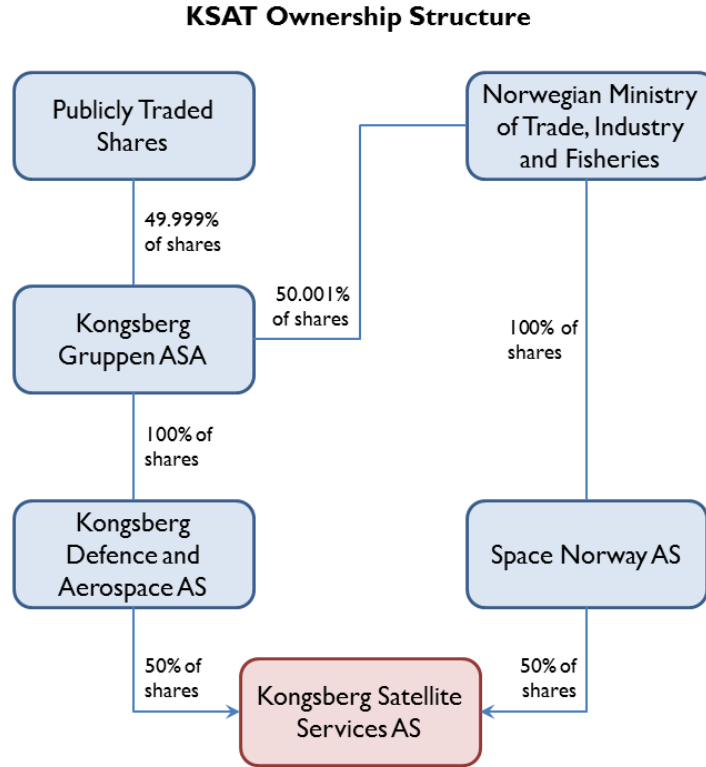 KSAT Ownership Structure
Publicly Traded
Shares
Norwegian Ministry
of Trade, Industry
and Fisheries
49.999%
of shares
50.001%
of shares
Kongsberg
Gruppen ASA
100% of
shares
100% of
shares
Kongsberg
Defence and
Aerospace AS
Space Norway AS
50% of
shares
50% of
shares
Kongsberg Satellite
Services AS